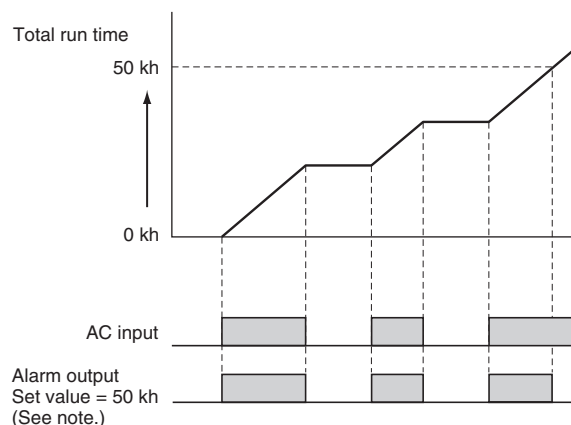 Total run time
50 kh
0 kh
AC input
Alarm output
Set value = 50 kh
(See note.)